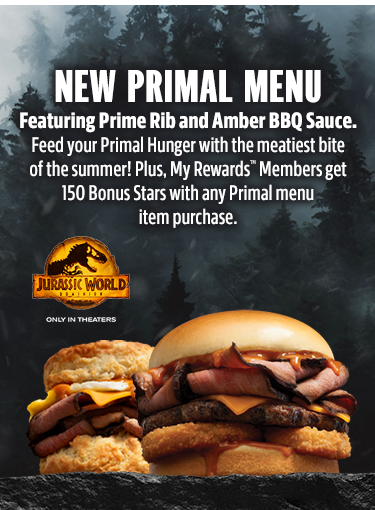 NEW PRIMAL MENU
Featuring Prime Rib and Amber BBQ Sauce.
Feed your Primal Hunger with the meatiest bite
of the summer! Plus, My Rewards™ Members get
150 Bonus Stars with any Primal menu
item purchase.
JURASSIC WORLD
DOMINION
ONLY IN THEATERS